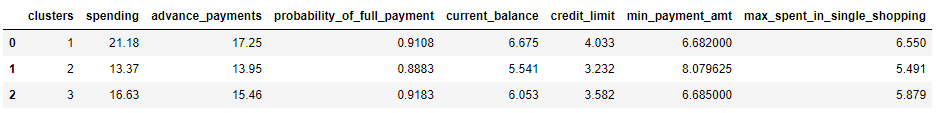 clusters spending advance_payments probability_of_full_payment current_balance credit_limit min_payment_amt max_spent_in_single_shopping
0 1 21.18 17.25 0.9108 6.675 4.033 6.682000 6.550
1 2 13.37 13.95 0.8883 5.541 3.232 8.079625 5.491
2 3 16.63 15.46 0.9183 6.053 3.582 6.685000 5.879